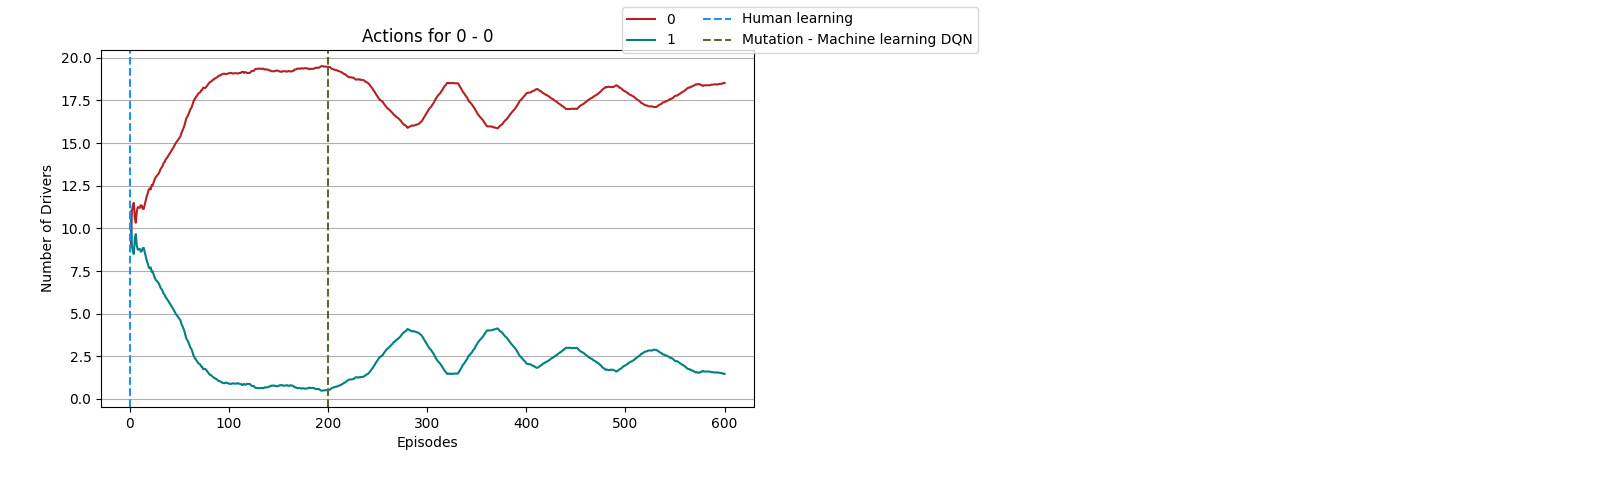 0
1
Human learning
Mutation - Machine learning DQN
Actions for 0 - 0
20.0
17.5
15.0
12.5
10.0
7.5
5.0
2.5
0.0
Number of Drivers
0 100 200 300 400 500 600
Episodes